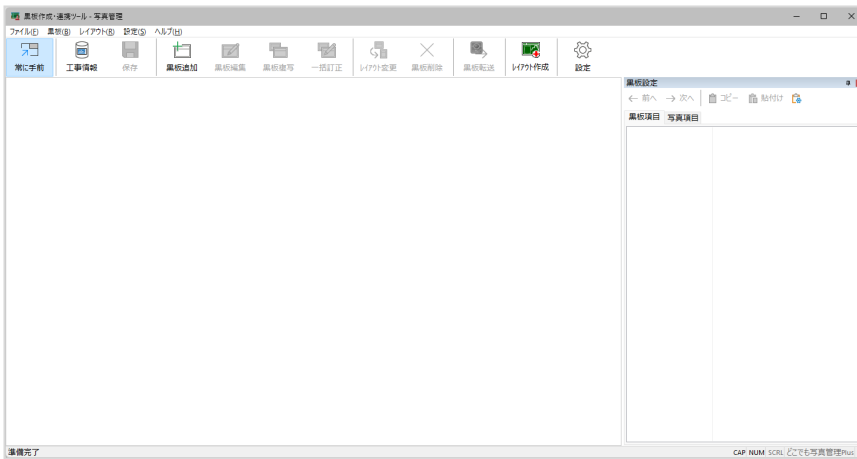 黒板作成・連携ツール - 写真管理
ファイル(F) 黒板(B) レイアウト(R) 設定(S) ヘルプ(H)
常に手前 工事情報 保存 黒板追加 黒板編集 黒板複写 一括訂正 レイアウト変更 黒板削除 黒板転送 レイアウト作成 設定
黒板設定
← 前へ → 次へ コピー 貼付け
黒板項目 写真項目
準備完了 CAP NUM SCRL どこでも写真管理Plus